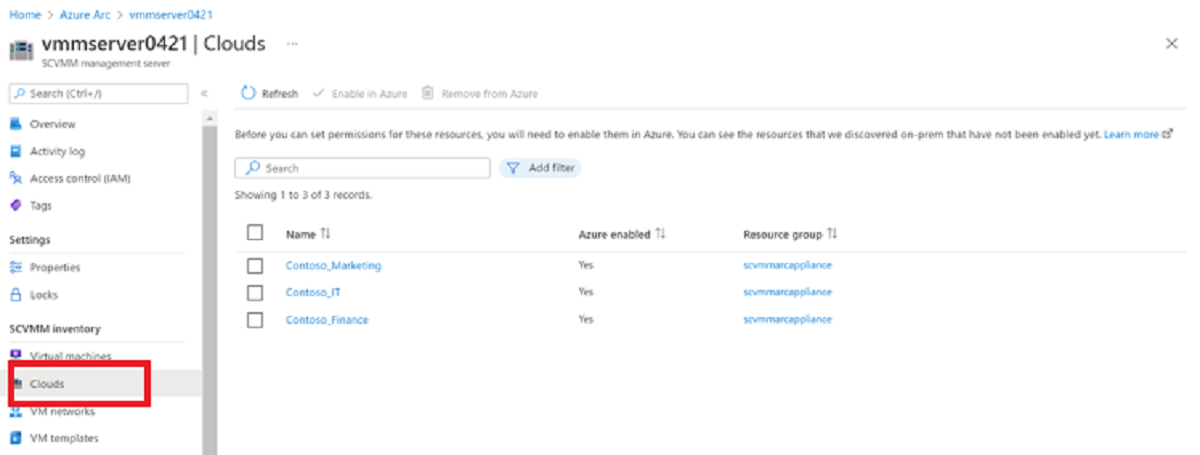 Home > Azure Arc > vmmserver0421
vmmserver0421 | Clouds ...
SCVMM management server
Search (Ctrl+/)
Overview
Activity log
Access control (IAM)
Tags
Settings
Properties
Locks
SCVMM inventory
Virtual machines
Clouds
VM networks
VM templates
Refresh Enable in Azure Remove from Azure
Before you can set permissions for these resources, you will need to enable them in Azure. You can see the resources that we discovered on-prem that have not been enabled yet. Learn more
Search Add filter
Showing 1 to 3 of 3 records.
Name Azure enabled Resource group
Contoso_Marketing Yes scvmmarcappliance
Contoso_IT Yes scvmmarcappliance
Contoso_Finance Yes scvmmarcappliance